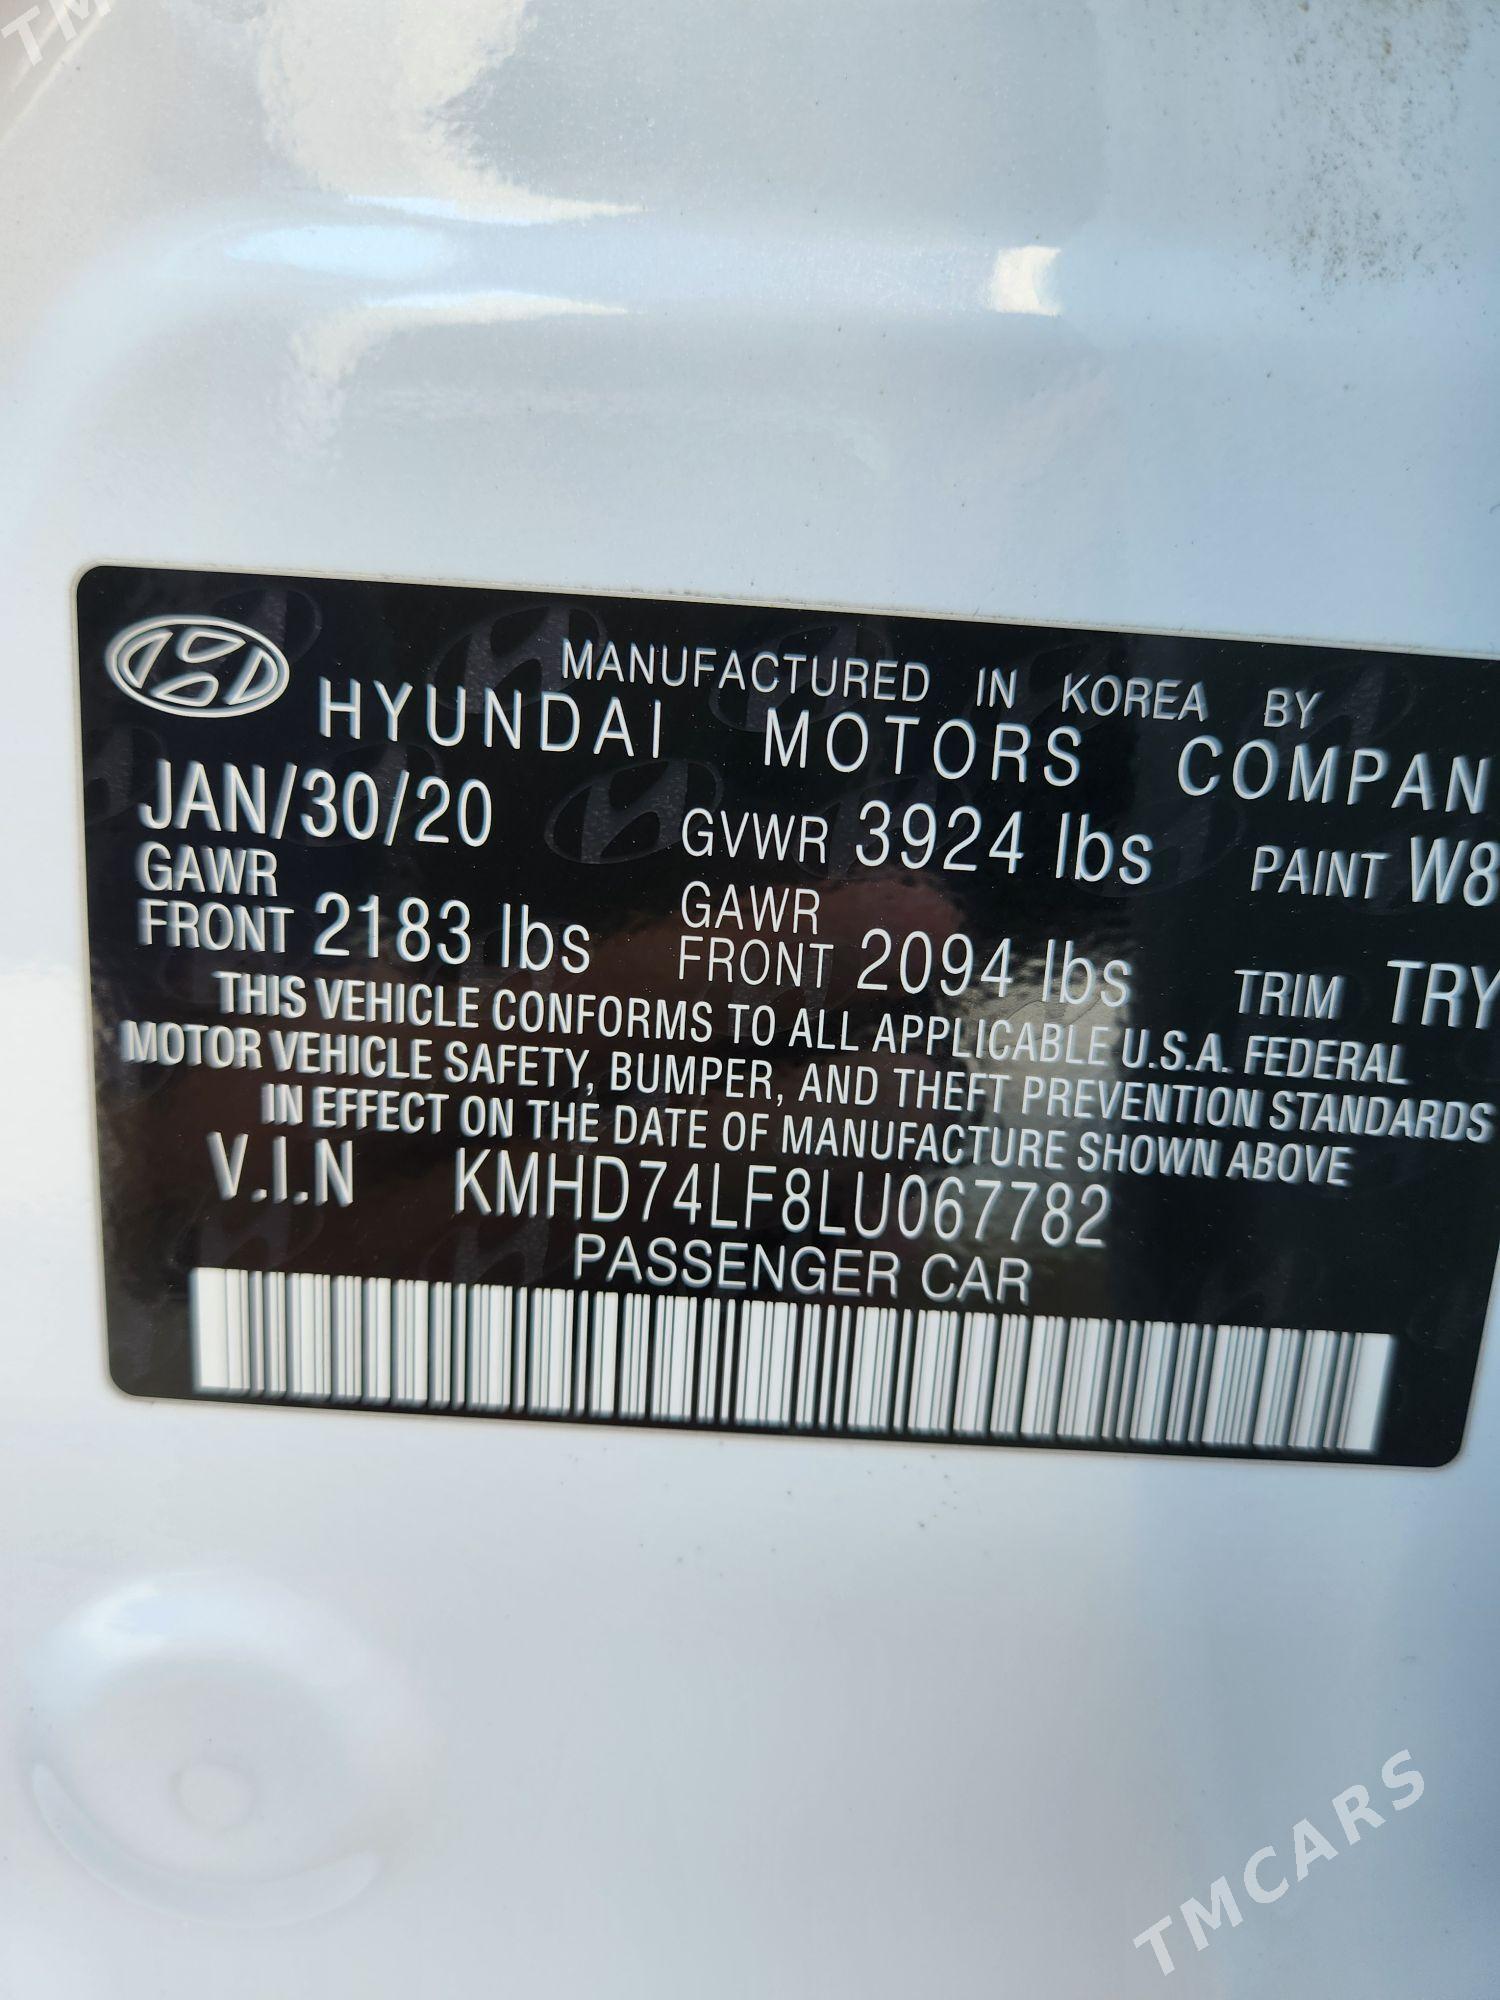 MANUFACTURED IN KOREA BY
HYUNDAI MOTORS COMPAN
JAN/30/20 GVWR 3924 lbs PAINT W8
GAWR FRONT 2183 lbs GAWR FRONT 2094 lbs TRIM TRY
THIS VEHICLE CONFORMS TO ALL APPLICABLE U.S.A. FEDERAL
MOTOR VEHICLE SAFETY, BUMPER, AND THEFT PREVENTION STANDARDS
IN EFFECT ON THE DATE OF MANUFACTURE SHOWN ABOVE
V.I.N KMHD74LF8LU067782
PASSENGER CAR
TMCARS